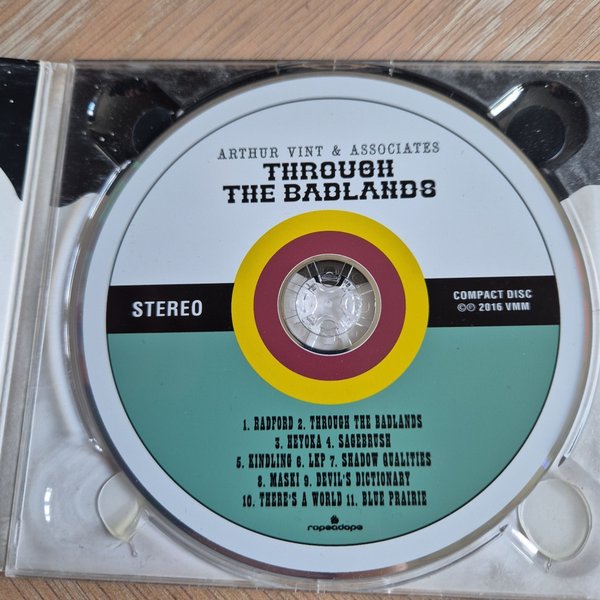 ARTHUR VINT & ASSOCIATES
THROUGH
THE BADLANDS
STEREO
COMPACT DISC
©℗ 2016 VMM
1. RADFORD 2. THROUGH THE BADLANDS
3. HEYOKA 4. SAGEBRUSH
5. KINDLING 6. LKP 7. SHADOW QUALITIES
8. MASKI 9. DEVIL'S DICTIONARY
10. THERE'S A WORLD 11. BLUE PRAIRIE
ropeadope